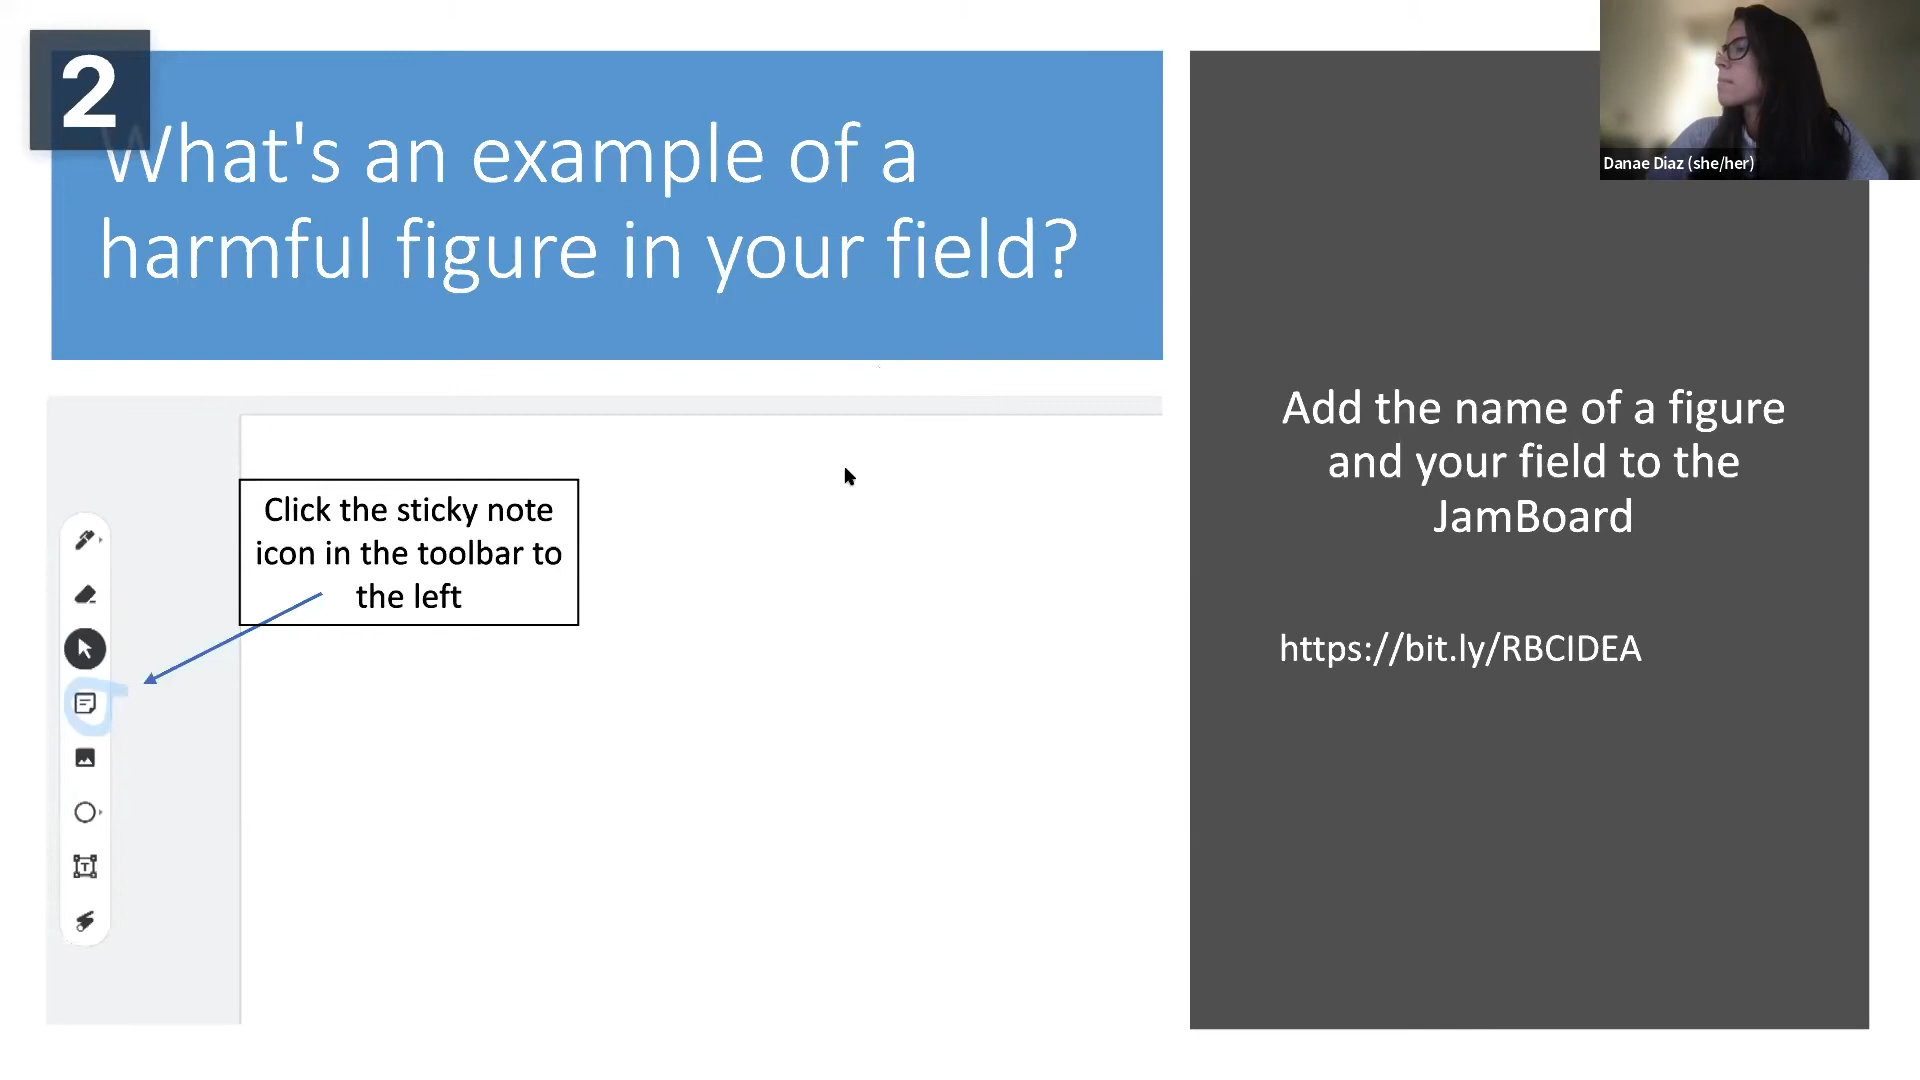 2
What's an example of a
harmful figure in your field?
Danae Diaz (she/her)
Click the sticky note
icon in the toolbar to
the left
Add the name of a figure
and your field to the
JamBoard
https://bit.ly/RBCIDEA